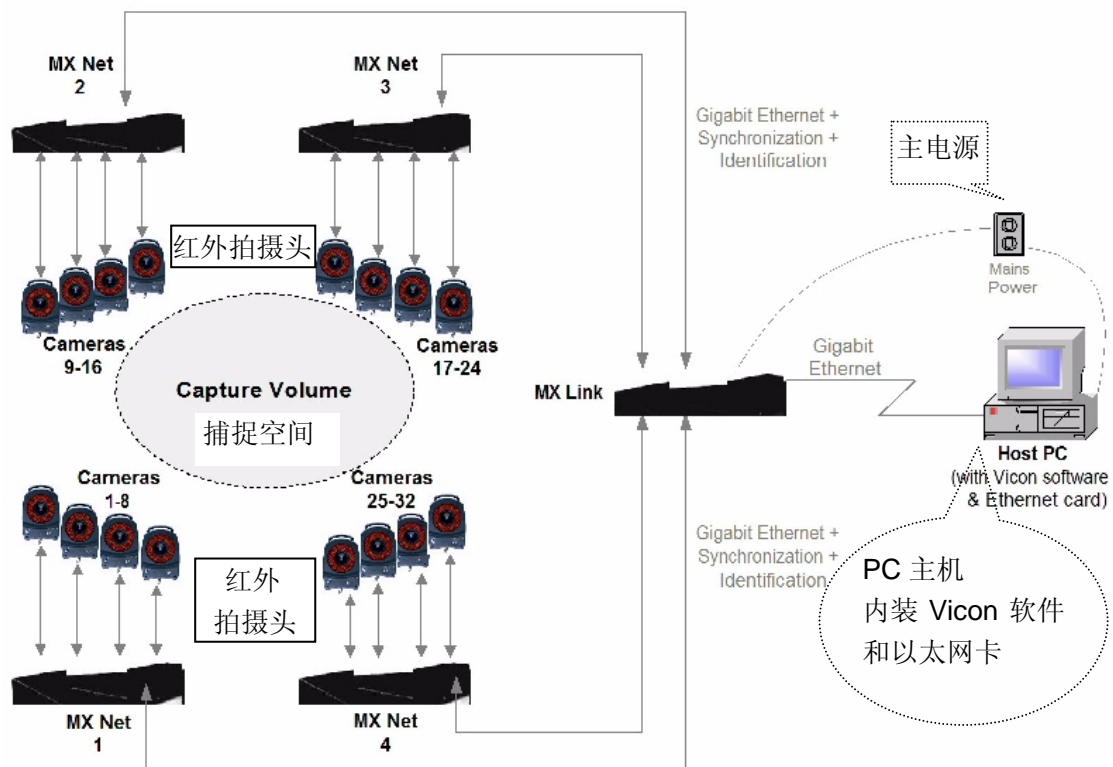 MX Net
2
MX Net
3
Gigabit Ethernet +
Synchronization +
Identification
主电源
Mains
Power
红外拍摄头
Cameras
9-16
Cameras
17-24
Capture Volume
捕捉空间
Gigabit
Ethernet
MX Link
Host PC
(with Vicon software
& Ethernet card)
Cameras
1-8
Cameras
25-32
红外
拍摄头
Gigabit Ethernet +
Synchronization +
Identification
PC 主机
内装 Vicon 软件
和以太网卡
MX Net
1
MX Net
4